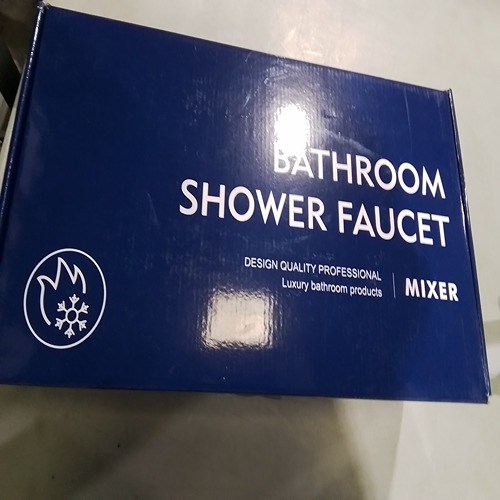 BATHROOM
SHOWER FAUCET
DESIGN QUALITY PROFESSIONAL
Luxury bathroom products
MIXER